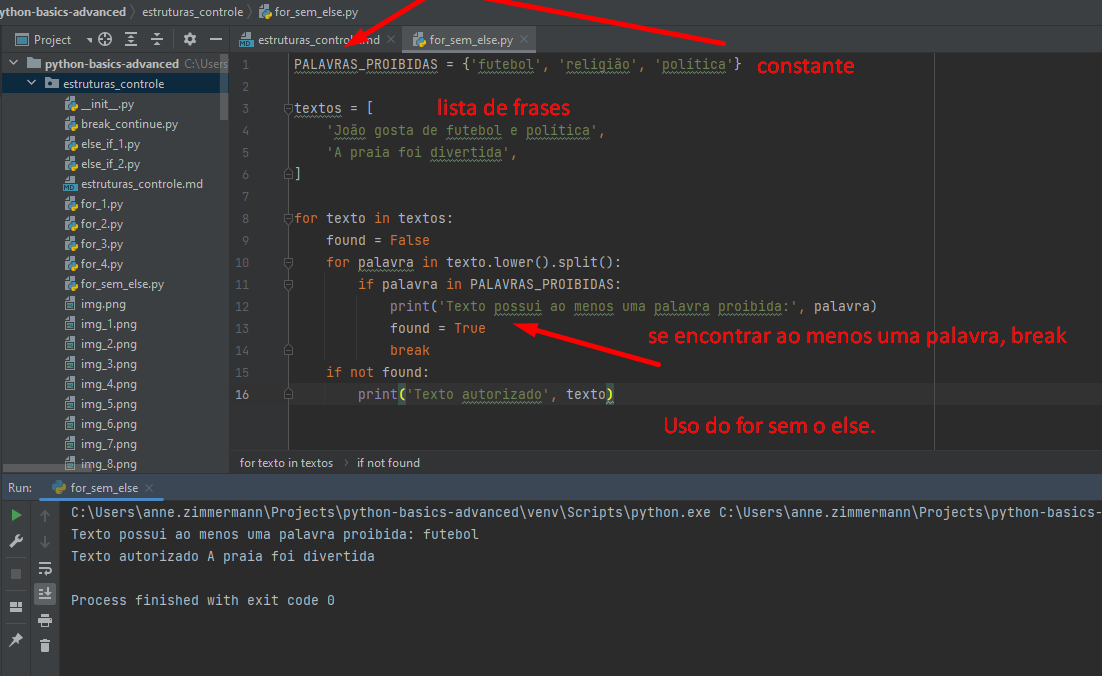 ython-basics-advanced > estruturas_controle > for_sem_else.py
Project
estruturas_contro md
for_sem_else.py
python-basics-advanced C:\Users
estruturas_controle
__init__.py
break_continue.py
else_if_1.py
else_if_2.py
estruturas_controle.md
for_1.py
for_2.py
for_3.py
for_4.py
for_sem_else.py
img.png
img_1.png
img_2.png
img_3.png
img_4.png
img_5.png
img_6.png
img_7.png
img_8.png
1 PALAVRAS_PROIBIDAS = {'futebol', 'religião', 'política'} constante
2
3 textos = [ lista de frases
4 'João gosta de futebol e política',
5 'A praia foi divertida',
6 ]
7
8 for texto in textos:
9 found = False
10 for palavra in texto.lower().split():
11 if palavra in PALAVRAS_PROIBIDAS:
12 print('Texto possui ao menos uma palavra proibida:', palavra)
13 found = True
se encontrar ao menos uma palavra, break
14 break
15 if not found:
16 print('Texto autorizado', texto)
Uso do for sem o else.
for texto in textos > if not found
Run: for_sem_else
C:\Users\anne.zimmermann\Projects\python-basics-advanced\venv\Scripts\python.exe C:\Users\anne.zimmermann\Projects\python-basics-
Texto possui ao menos uma palavra proibida: futebol
Texto autorizado A praia foi divertida
Process finished with exit code 0